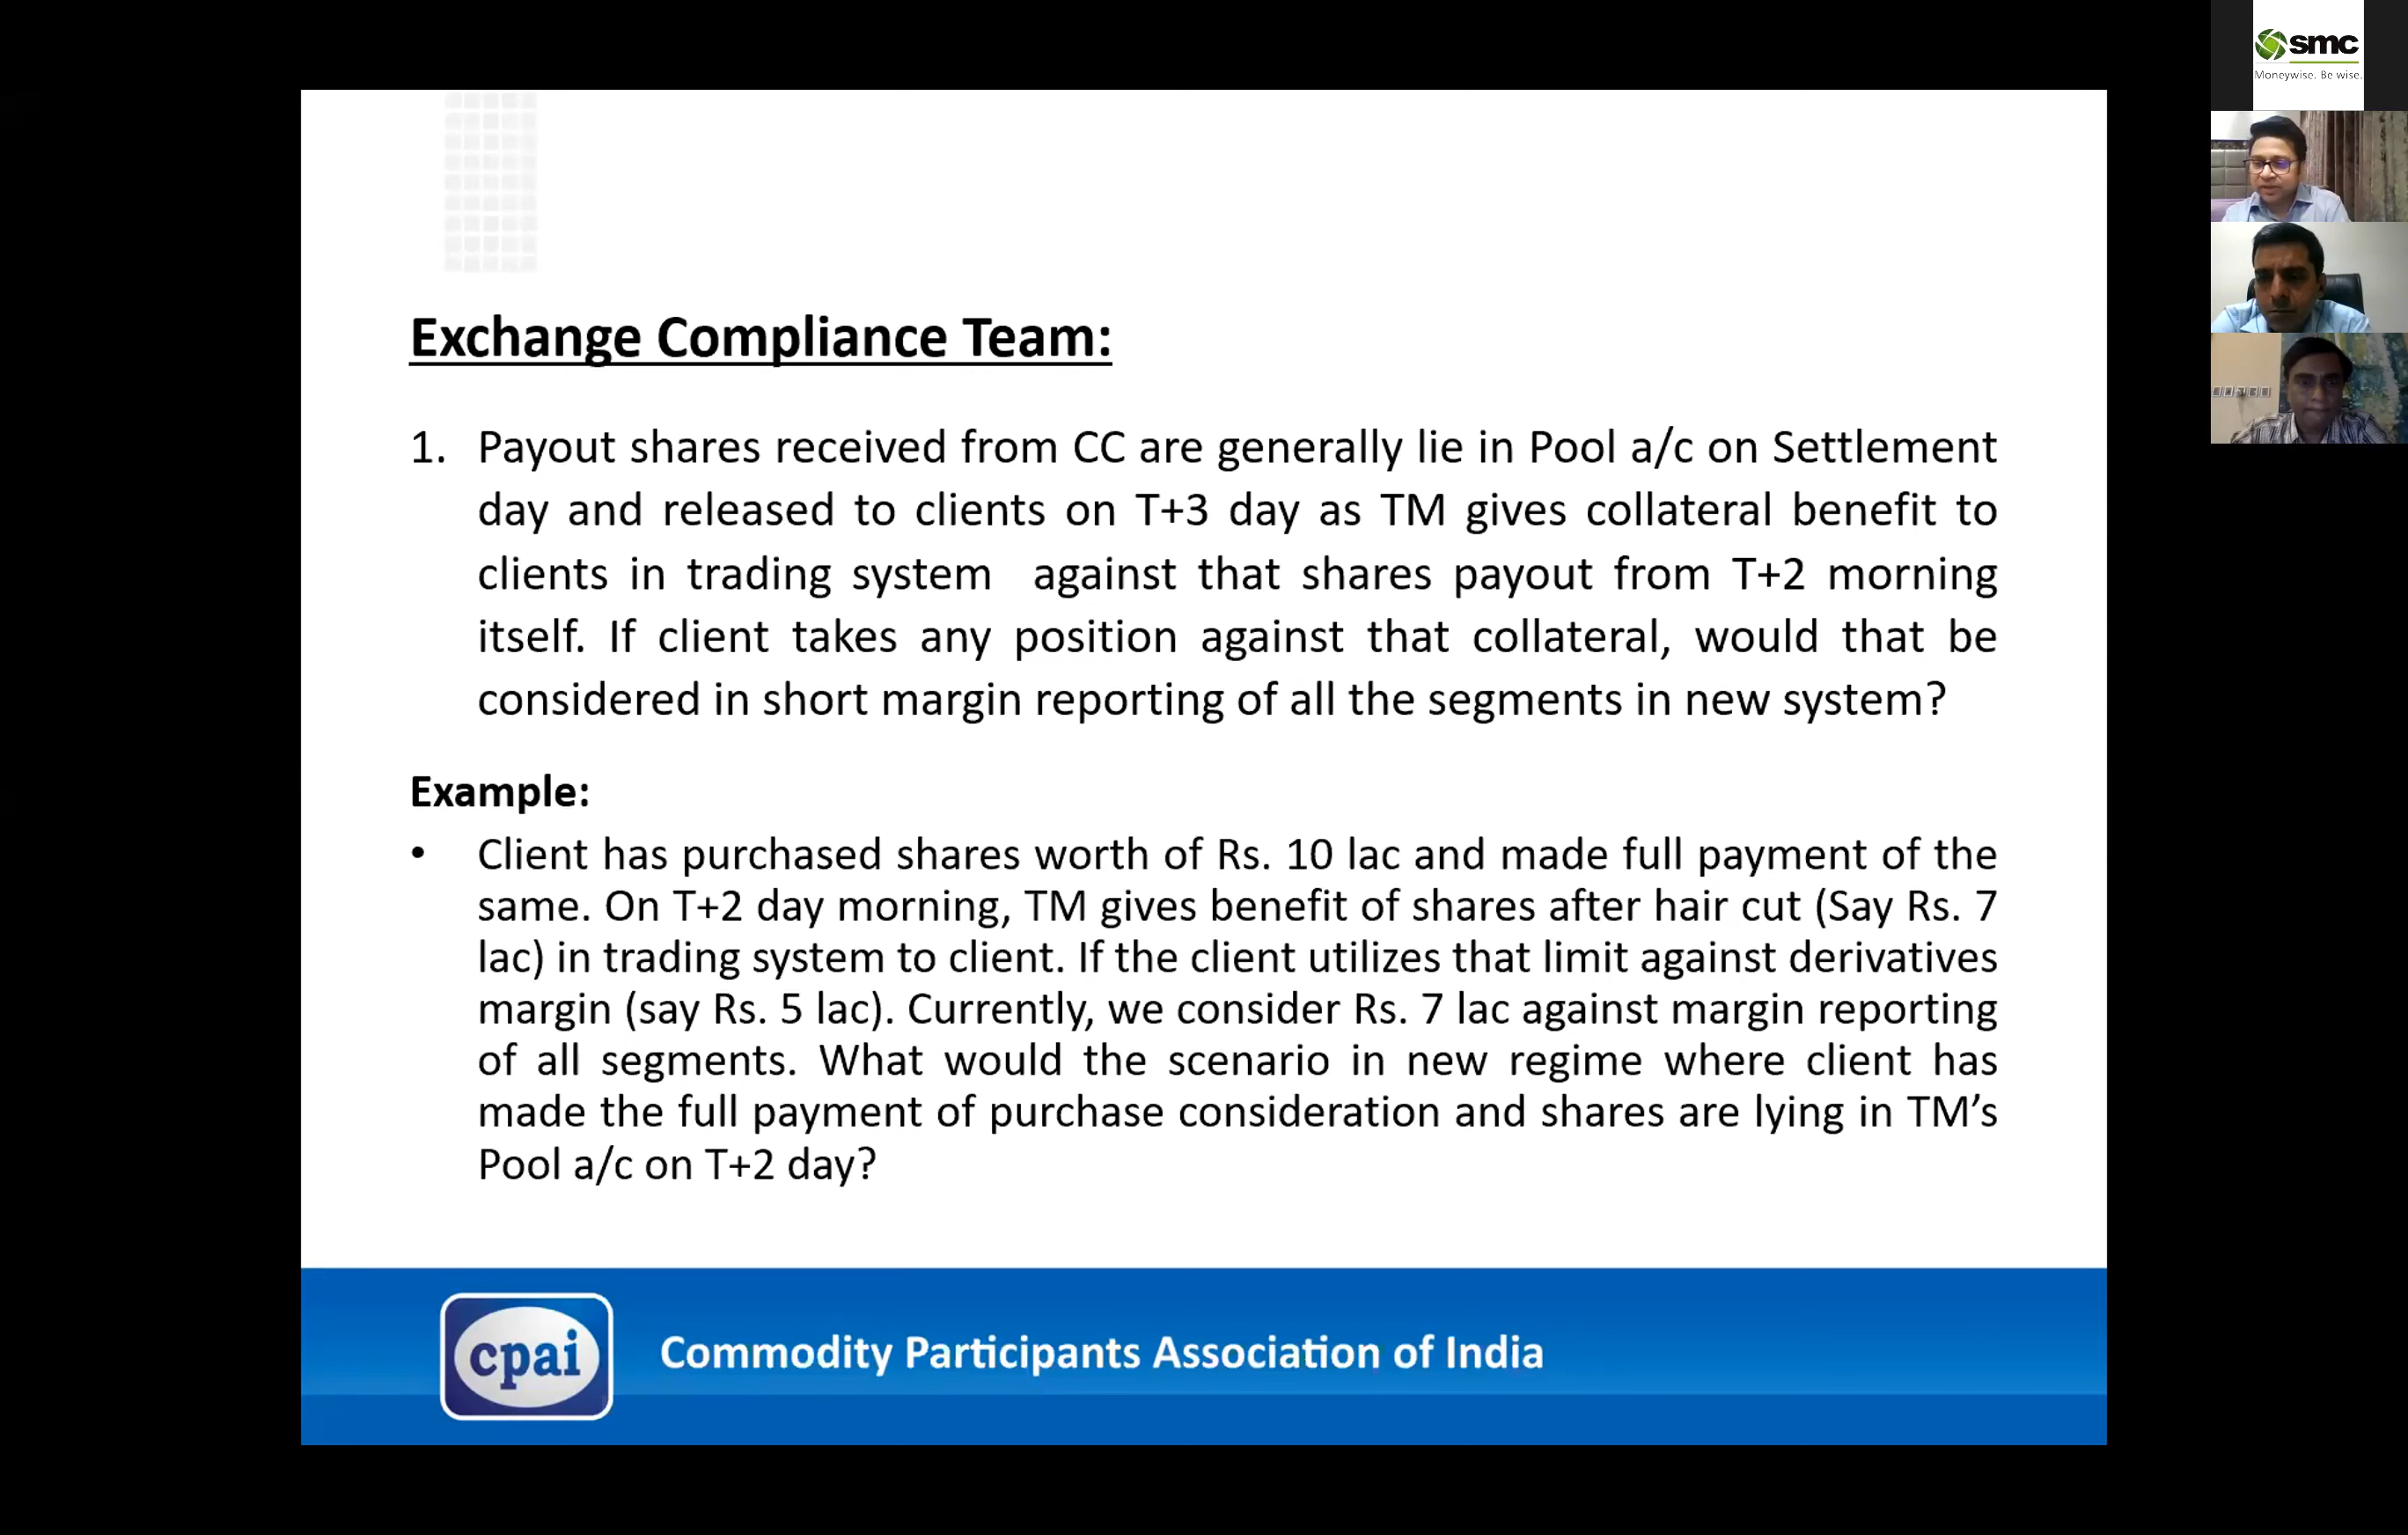 smc
Moneywise. Be wise.
Exchange Compliance Team:
1. Payout shares received from CC are generally lie in Pool a/c on Settlement
day and released to clients on T+3 day as TM gives collateral benefit to
clients in trading system against that shares payout from T+2 morning
itself. If client takes any position against that collateral, would that be
considered in short margin reporting of all the segments in new system?
Example:
• Client has purchased shares worth of Rs. 10 lac and made full payment of the
same. On T+2 day morning, TM gives benefit of shares after hair cut (Say Rs. 7
lac) in trading system to client. If the client utilizes that limit against derivatives
margin (say Rs. 5 lac). Currently, we consider Rs. 7 lac against margin reporting
of all segments. What would the scenario in new regime where client has
made the full payment of purchase consideration and shares are lying in TM’s
Pool a/c on T+2 day?
cpai
Commodity Participants Association of India